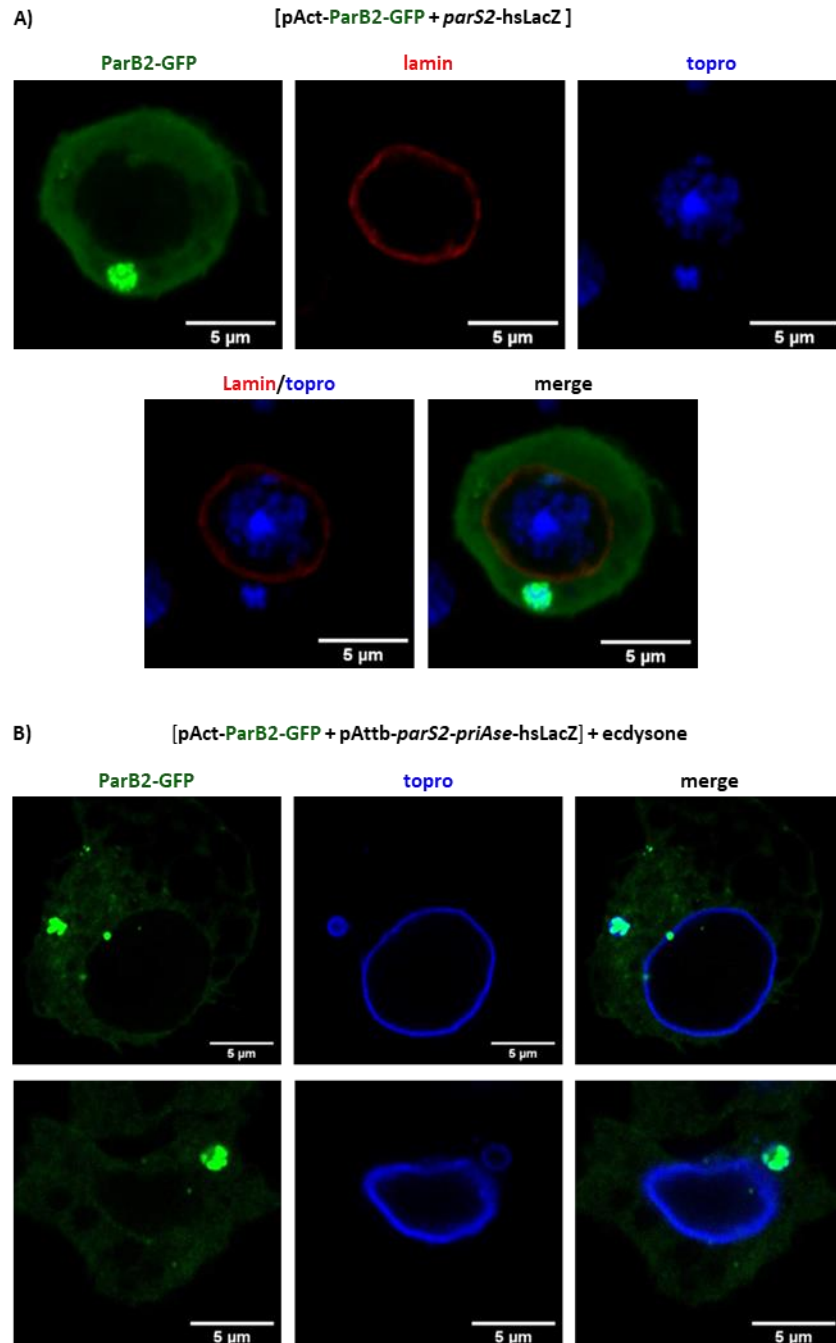 A) [pAct-ParB2-GFP + parS2-hsLacZ ]
ParB2-GFP lamin topro
5 µm 5 µm 5 µm
Lamin/topro merge
5 µm 5 µm
B) [pAct-ParB2-GFP + pAttb-parS2-priAse-hsLacZ] + ecdysone
ParB2-GFP topro merge
5 µm 5 µm 5 µm
5 µm 5 µm 5 µm